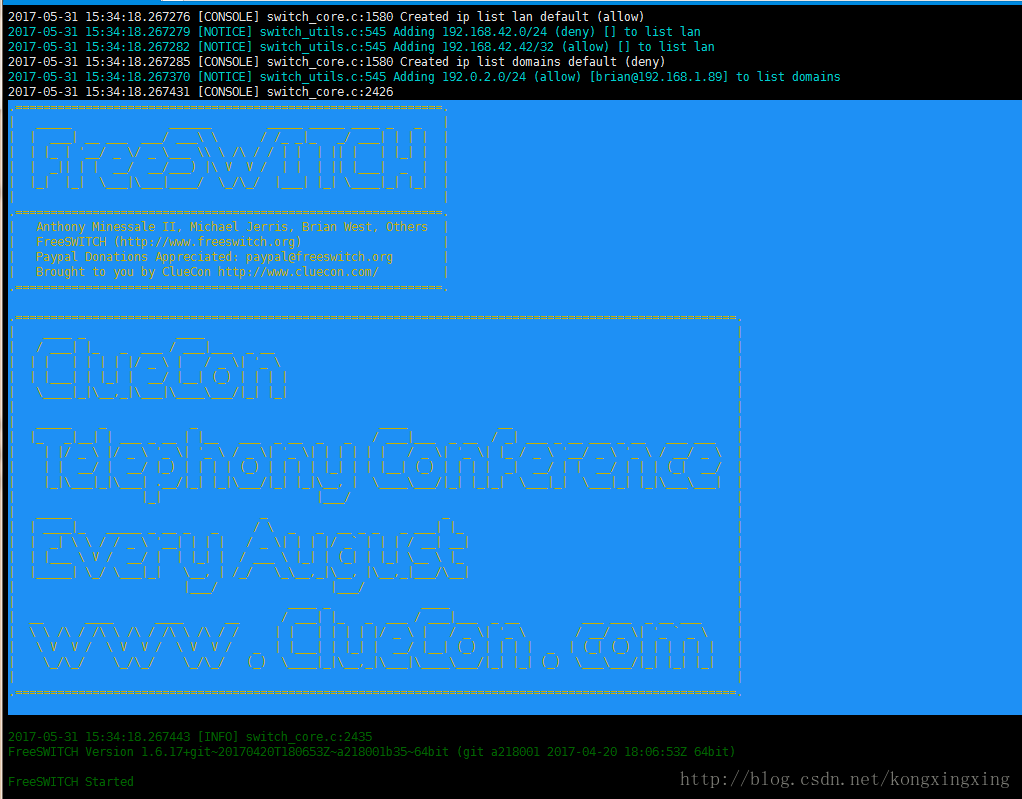 2017-05-31 15:34:18.267276 [CONSOLE] switch_core.c:1580 Created ip list lan default (allow)
2017-05-31 15:34:18.267279 [NOTICE] switch_utils.c:545 Adding 192.168.42.0/24 (deny) [] to list lan
2017-05-31 15:34:18.267282 [NOTICE] switch_utils.c:545 Adding 192.168.42.42/32 (allow) [] to list lan
2017-05-31 15:34:18.267285 [CONSOLE] switch_core.c:1580 Created ip list domains default (deny)
2017-05-31 15:34:18.267370 [NOTICE] switch_utils.c:545 Adding 192.0.2.0/24 (allow) [brian@192.168.1.89] to list domains
2017-05-31 15:34:18.267431 [CONSOLE] switch_core.c:2426
FreeSWITCH
Anthony Minessale II, Michael Jerris, Brian West, Others
FreeSWITCH (http://www.freeswitch.org)
Paypal Donations Appreciated: paypal@freeswitch.org
Brought to you by ClueCon http://www.cluecon.com/
ClueCon
Telephony Conference
Every August
www.ClueCon.com
2017-05-31 15:34:18.267443 [INFO] switch_core.c:2435
FreeSWITCH Version 1.6.17+git~20170420T180653Z~a218001b35~64bit (git a218001 2017-04-20 18:06:53Z 64bit)
FreeSWITCH Started
http://blog.csdn.net/kongxingxing